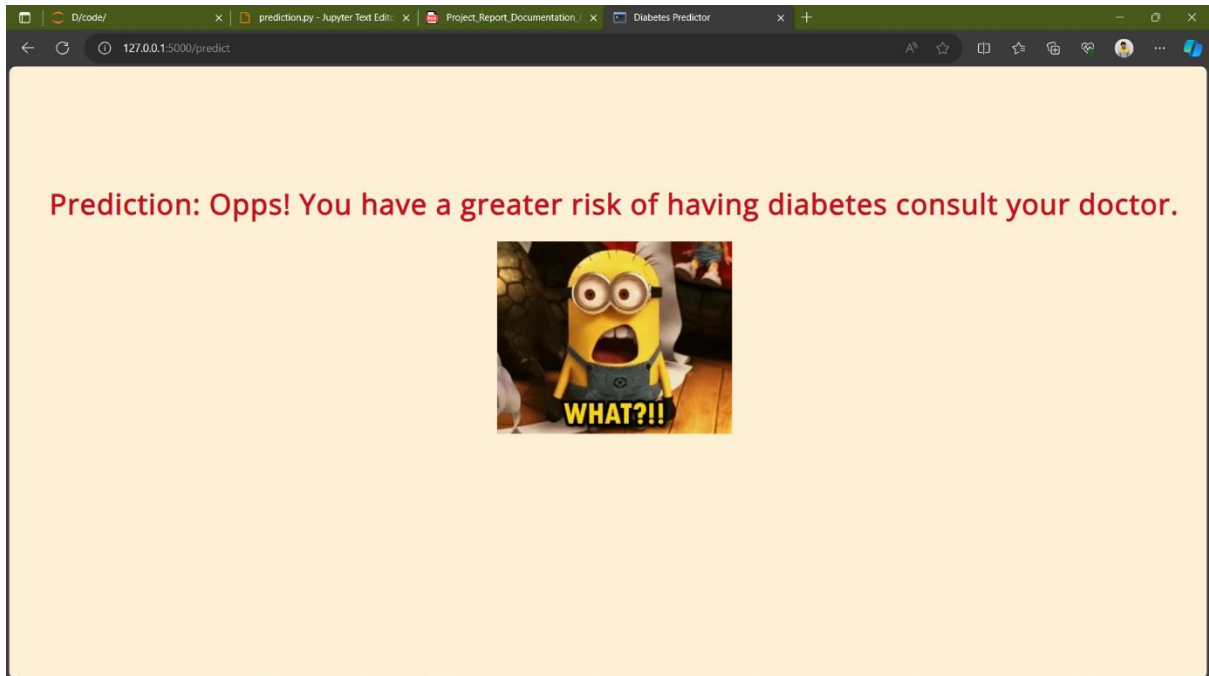 D/code/
prediction.py - Jupyter Text Edito
Project_Report_Documentation_
Diabetes Predictor
127.0.0.1:5000/predict
Prediction: Opps! You have a greater risk of having diabetes consult your doctor.
WHAT?!!